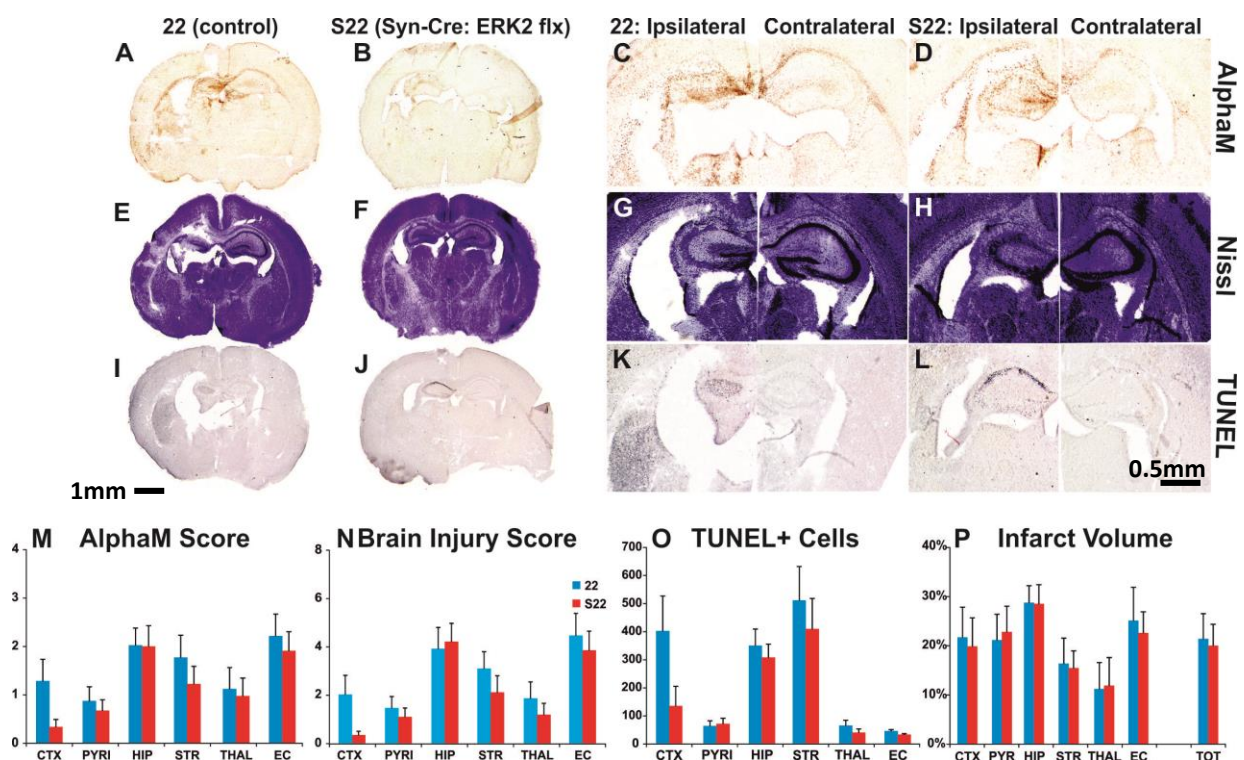 22 (control) S22 (Syn-Cre: ERK2 flx) 22: Ipsilateral Contralateral S22: Ipsilateral Contralateral
A B C D AlphaM
E F G H Nissl
I J K L TUNEL
1mm 0.5mm
M AlphaM Score
4
3
2
1
0
CTX PYRI HIP STR THAL EC
N Brain Injury Score
8
6
4
2
0
22
S22
CTX PYRI HIP STR THAL EC
O TUNEL+ Cells
700
600
500
400
300
200
100
0
CTX PYRI HIP STR THAL EC
P Infarct Volume
40%
30%
20%
10%
0%
CTX PYR HIP STR THAL EC TOT